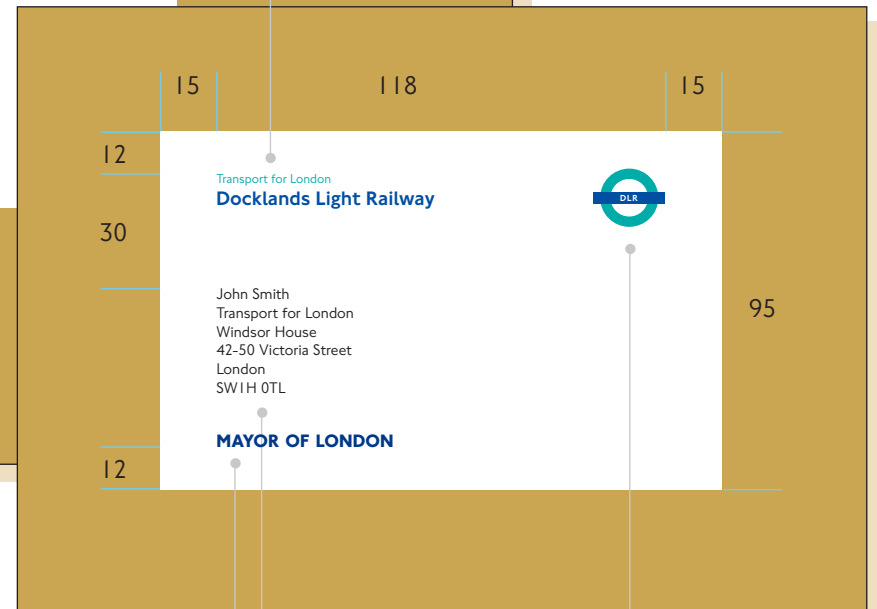 15 118 15
12
Transport for London
Docklands Light Railway
DLR
30
John Smith
Transport for London
Windsor House
42-50 Victoria Street
London
SW1H 0TL
95
MAYOR OF LONDON
12